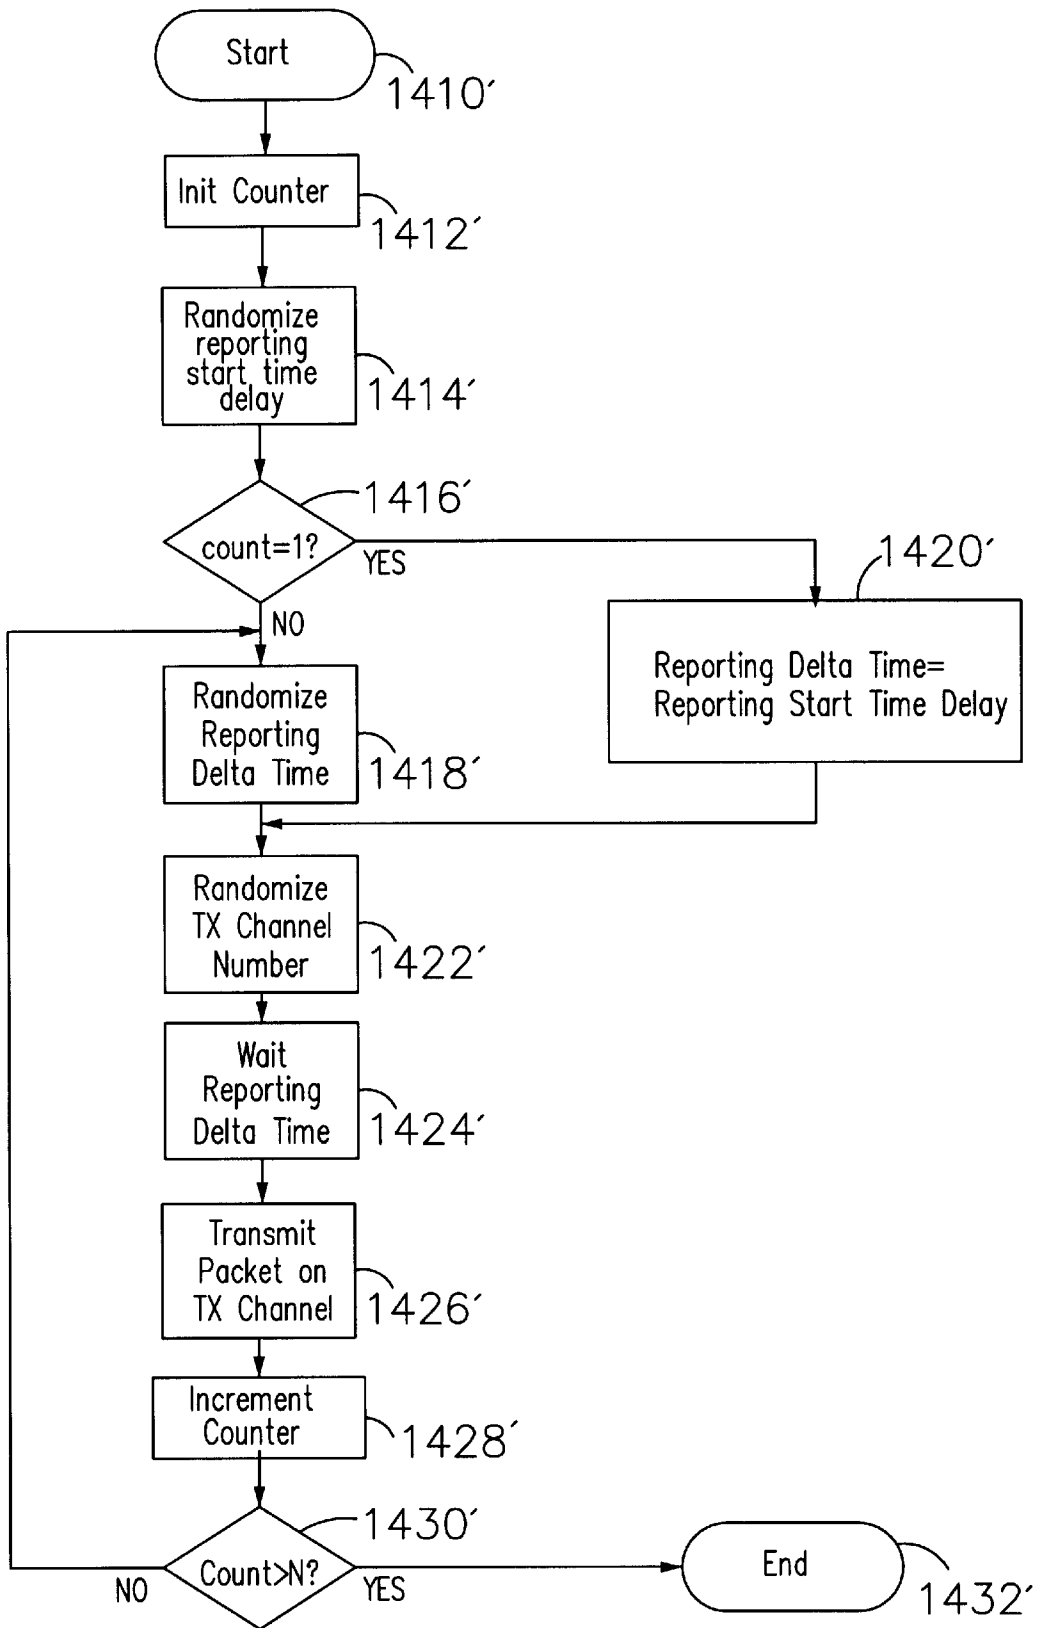 Start
1410′
Init Counter
1412′
Randomize
reporting
start time
delay
1414′
1416′
count=1?
YES
NO
1420′
Reporting Delta Time=
Reporting Start Time Delay
Randomize
Reporting
Delta Time
1418′
Randomize
TX Channel
Number
1422′
Wait
Reporting
Delta Time
1424′
Transmit
Packet on
TX Channel
1426′
Increment
Counter
1428′
1430′
Count>N?
NO
YES
End
1432′